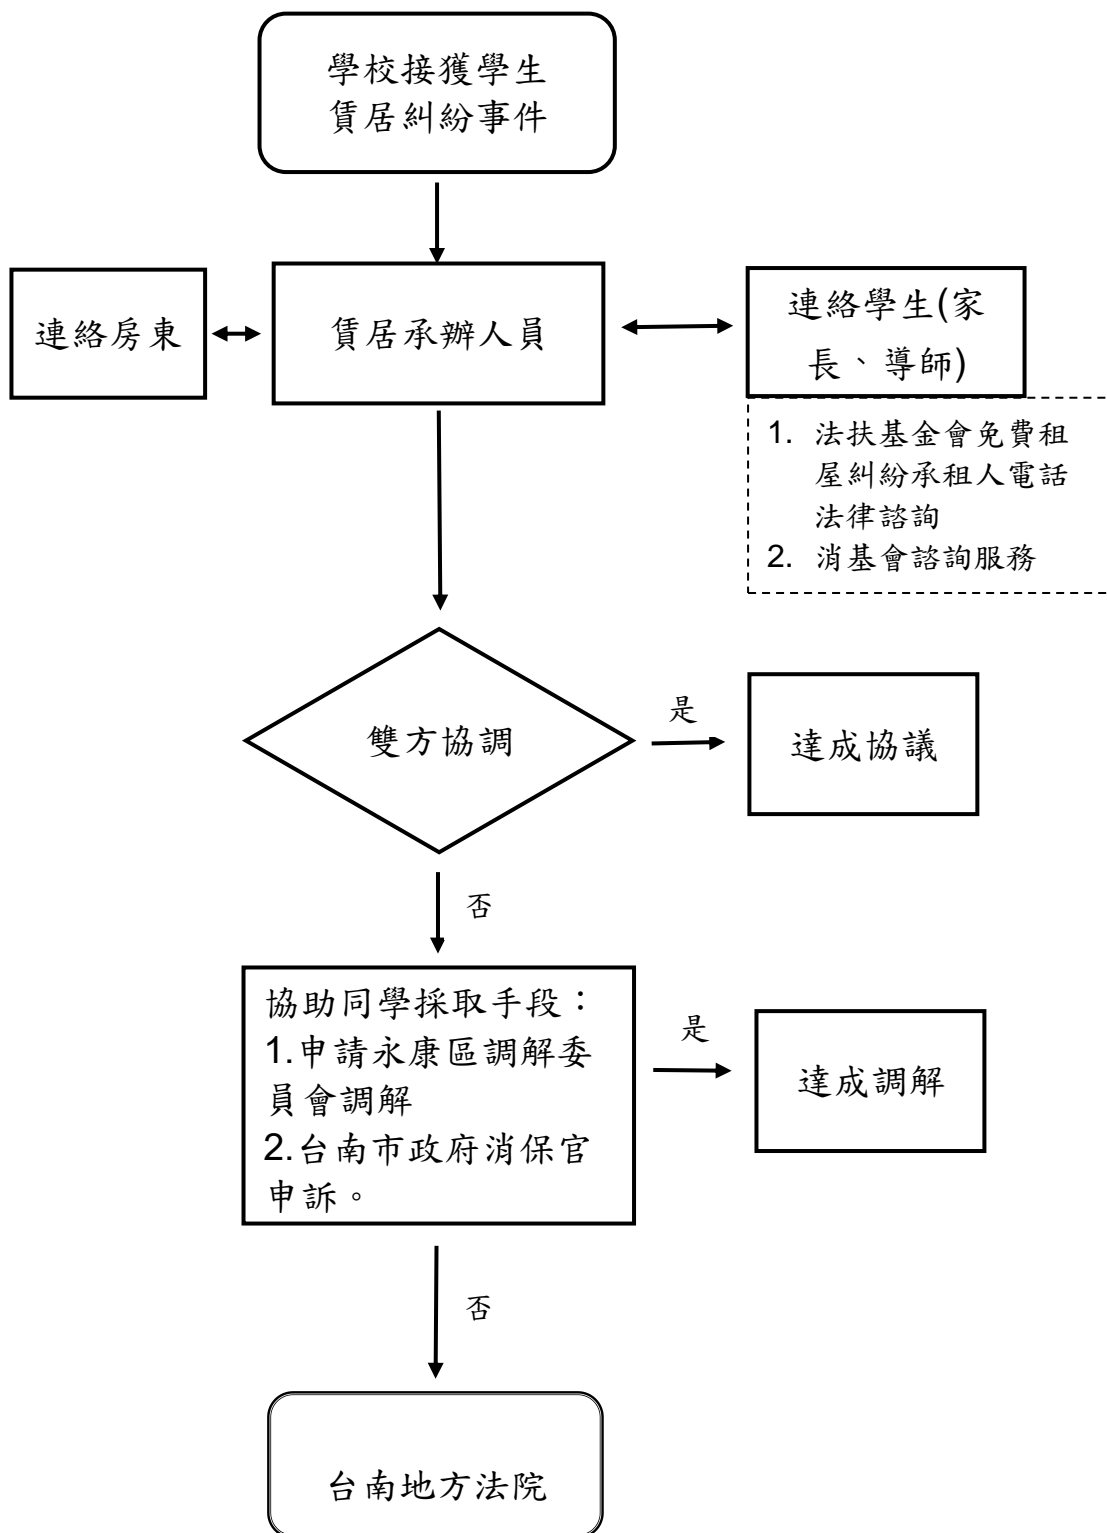 學校接獲學生
賃居糾紛事件
連絡房東
賃居承辦人員
連絡學生(家
長、導師)
1. 法扶基金會免費租
屋糾紛承租人電話
法律諮詢
2. 消基會諮詢服務
雙方協調
是
達成協議
否
協助同學採取手段：
1.申請永康區調解委
員會調解
2.台南市政府消保官
申訴。
是
達成調解
否
台南地方法院